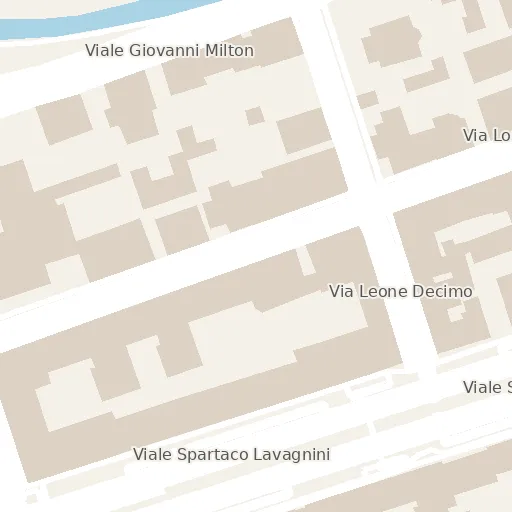 Viale Giovanni Milton
Via Lo
Via Leone Decimo
Viale S
Viale Spartaco Lavagnini